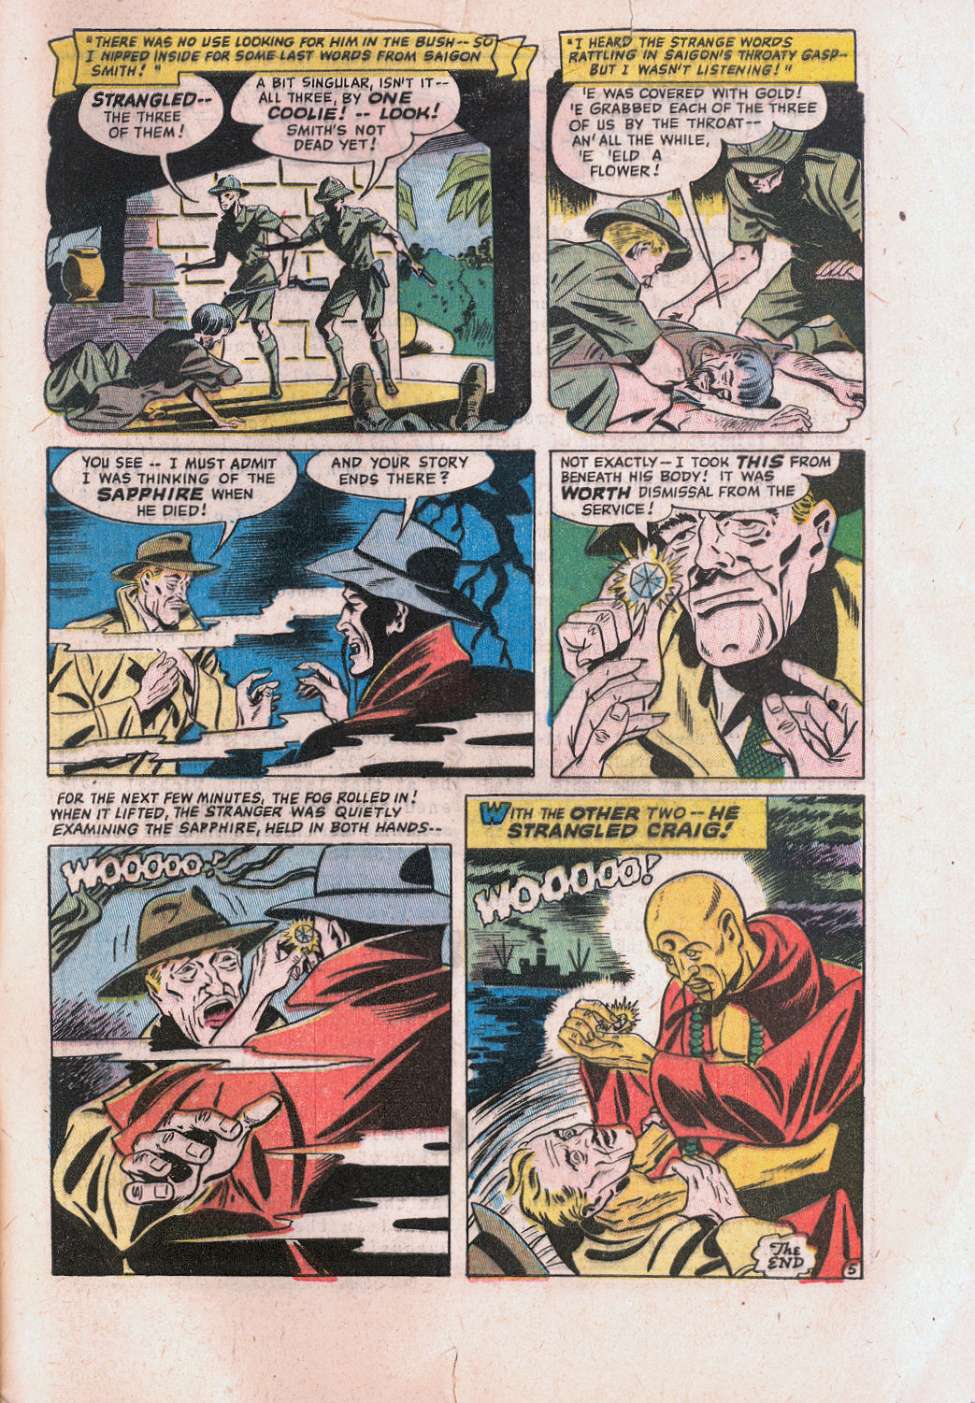 "THERE WAS NO USE LOOKING FOR HIM IN THE BUSH-- SO
I NIPPED INSIDE FOR SOME LAST WORDS FROM SAIGON
SMITH!"
STRANGLED--
THE THREE
OF THEM!
A BIT SINGULAR, ISN'T IT--
ALL THREE, BY ONE
COOLIE! -- LOOK!
SMITH'S NOT
DEAD YET!
"I HEARD THE STRANGE WORDS
RATTLING IN SAIGON'S THROATY GASP--
BUT I WASN'T LISTENING!"
'E WAS COVERED WITH GOLD!
'E GRABBED EACH OF THE THREE
OF US BY THE THROAT--
AN' ALL THE WHILE,
'E 'ELD A
FLOWER!
YOU SEE -- I MUST ADMIT
I WAS THINKING OF THE
SAPPHIRE WHEN
HE DIED!
AND YOUR STORY
ENDS THERE?
NOT EXACTLY-- I TOOK THIS FROM
BENEATH HIS BODY! IT WAS
WORTH DISMISSAL FROM THE
SERVICE!
FOR THE NEXT FEW MINUTES, THE FOG ROLLED IN!
WHEN IT LIFTED, THE STRANGER WAS QUIETLY
EXAMINING THE SAPPHIRE, HELD IN BOTH HANDS--
WOOOOO!
WITH THE OTHER TWO -- HE
STRANGLED CRAIG!
WOOOOOO!
The
END
5